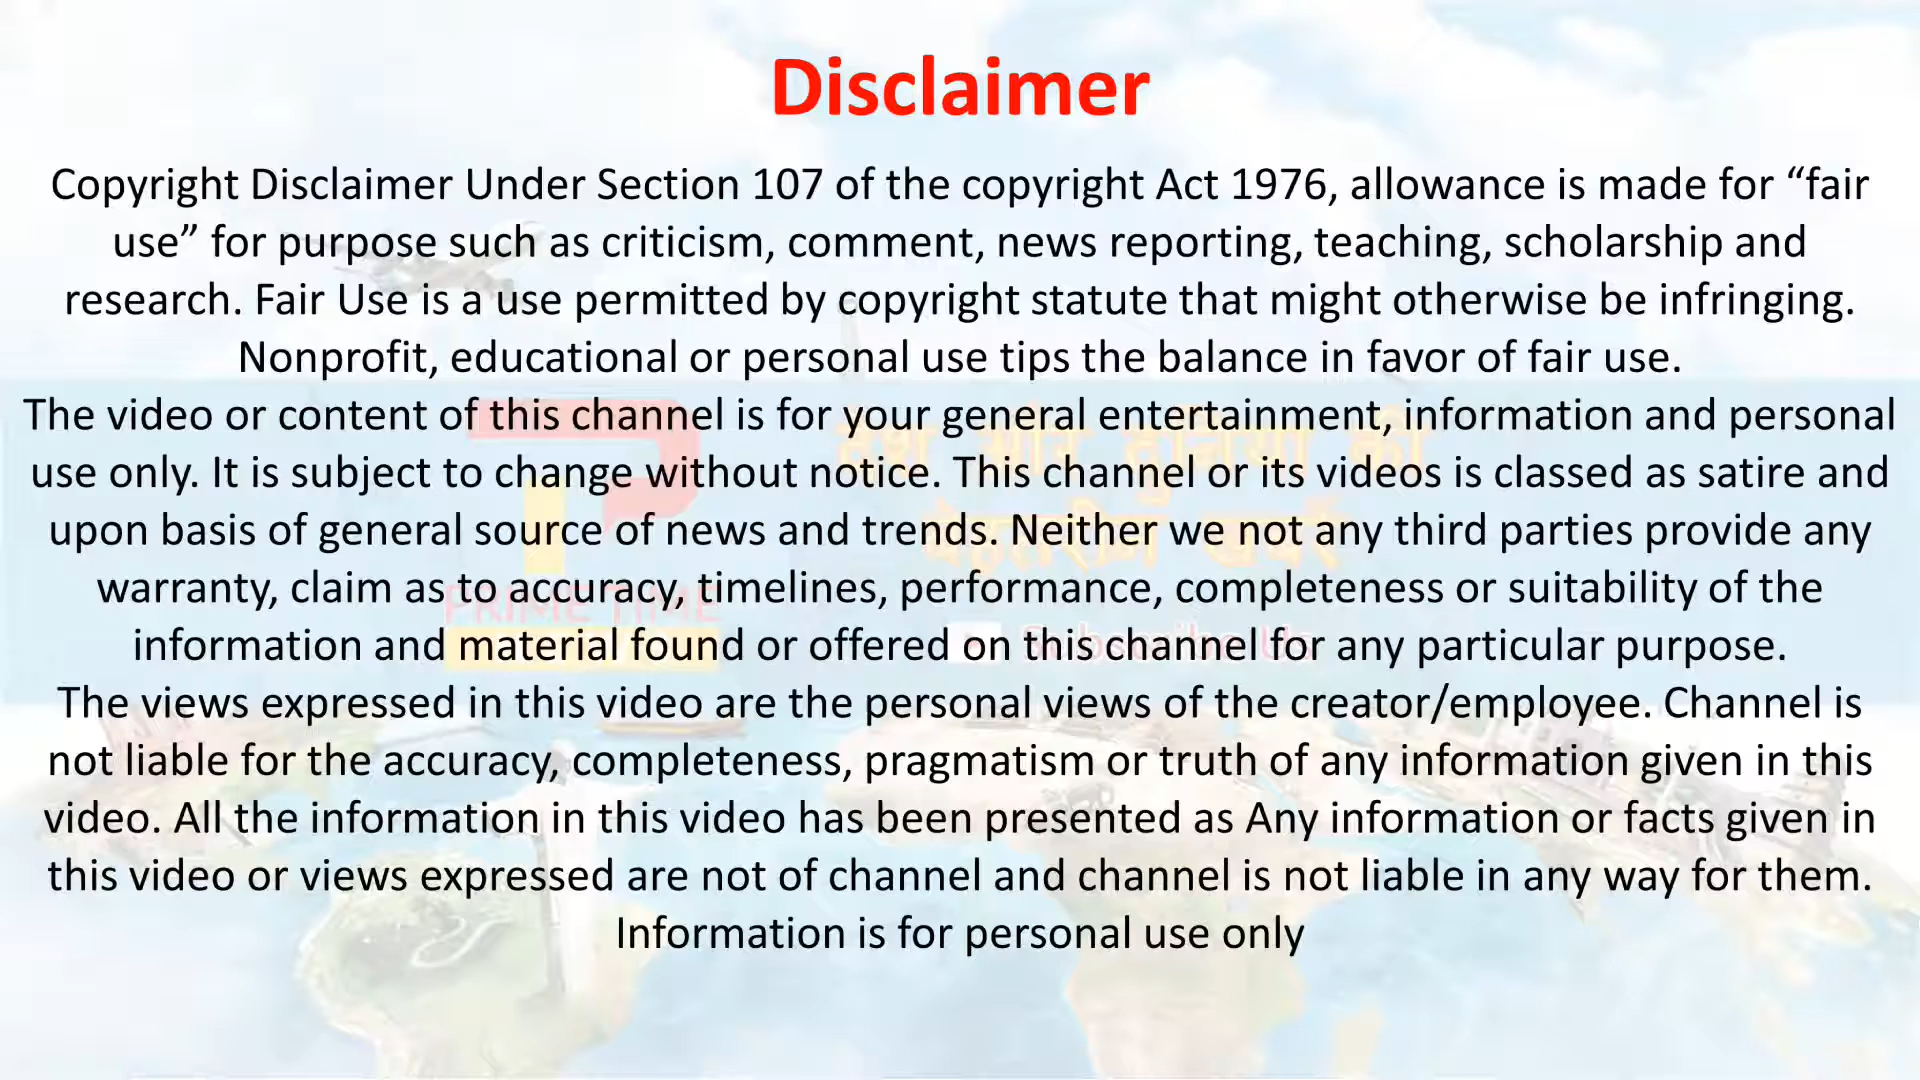 Disclaimer
Copyright Disclaimer Under Section 107 of the copyright Act 1976, allowance is made for “fair
use” for purpose such as criticism, comment, news reporting, teaching, scholarship and
research. Fair Use is a use permitted by copyright statute that might otherwise be infringing.
Nonprofit, educational or personal use tips the balance in favor of fair use.
The video or content of this channel is for your general entertainment, information and personal
use only. It is subject to change without notice. This channel or its videos is classed as satire and
upon basis of general source of news and trends. Neither we not any third parties provide any
warranty, claim as to accuracy, timelines, performance, completeness or suitability of the
information and material found or offered on this channel for any particular purpose.
The views expressed in this video are the personal views of the creator/employee. Channel is
not liable for the accuracy, completeness, pragmatism or truth of any information given in this
video. All the information in this video has been presented as Any information or facts given in
this video or views expressed are not of channel and channel is not liable in any way for them.
Information is for personal use only
देश और दुनिया की
बेहतरीन खबरें
PRIME TIME
Subscribe Us